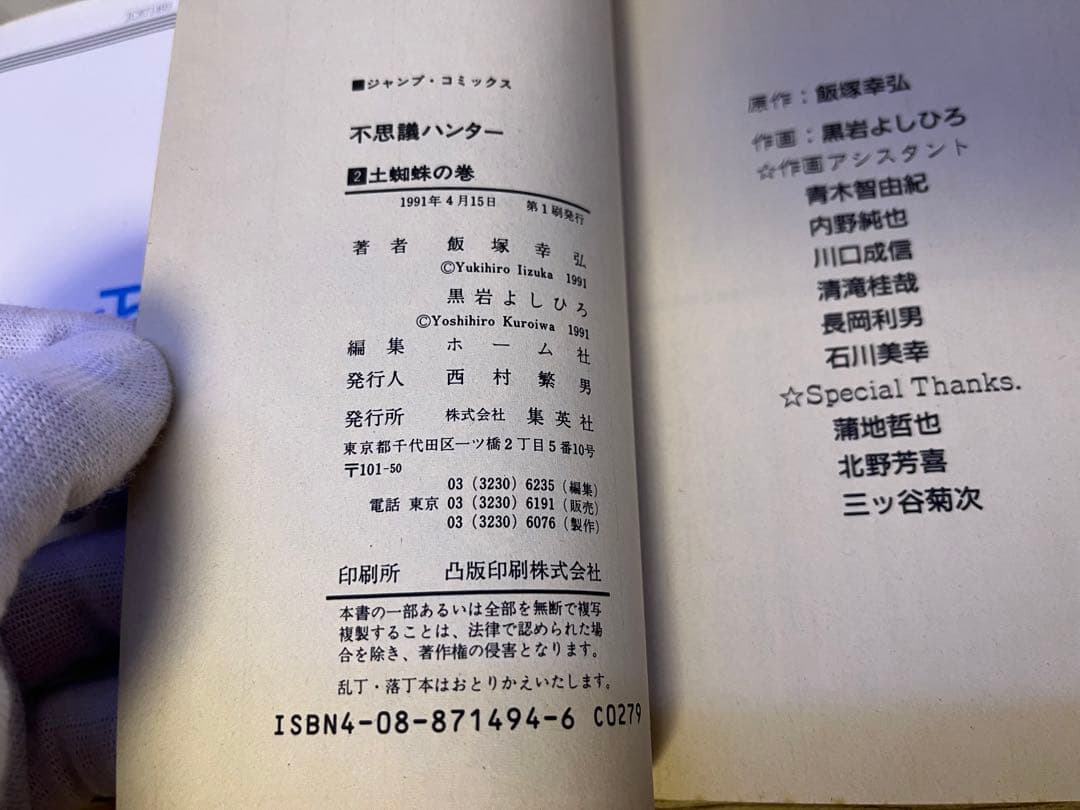 ■ジャンプ・コミックス
不思議ハンター
2土蜘蛛の巻
1991年4月15日 第1刷発行
著者 飯塚幸弘
©Yukihiro Iizuka 1991
黒岩よしひろ
©Yoshihiro Kuroiwa 1991
編集 ホーム社
発行人 西村繁男
発行所 株式会社 集英社
東京都千代田区一ツ橋2丁目5番10号
〒101-50
03 (3230) 6235 (編集)
電話 東京 03 (3230) 6191 (販売)
03 (3230) 6076 (製作)
印刷所 凸版印刷株式会社
本書の一部あるいは全部を無断で複写
複製することは、法律で認められた場
合を除き、著作権の侵害となります。
乱丁・落丁本はおとりかえいたします。
ISBN4-08-871494-6 C0279
原作：飯塚幸弘
作画：黒岩よしひろ
☆作画アシスタント
青木智由紀
内野純也
川口成信
清滝桂哉
長岡利男
石川美幸
☆Special Thanks.
蒲地哲也
北野芳喜
三ッ谷菊次